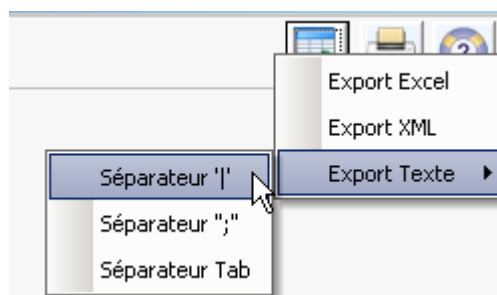 Export Excel
Export XML
Export Texte
Séparateur '|'
Séparateur ";"
Séparateur Tab